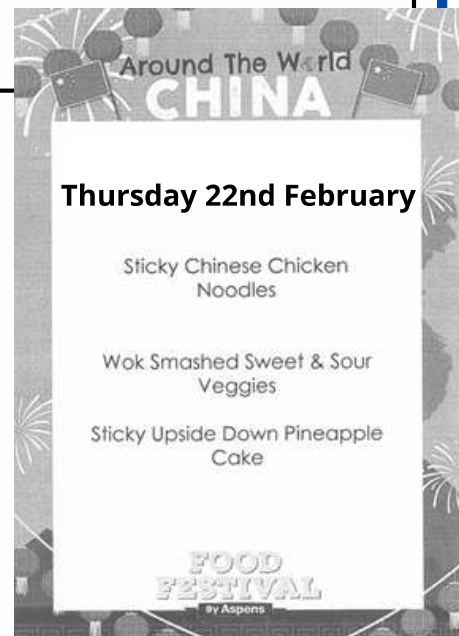 Around The World
CHINA
Thursday 22nd February
Sticky Chinese Chicken
Noodles
Wok Smashed Sweet & Sour
Veggies
Sticky Upside Down Pineapple
Cake
FOOD
FESTIVAL
By Aspens